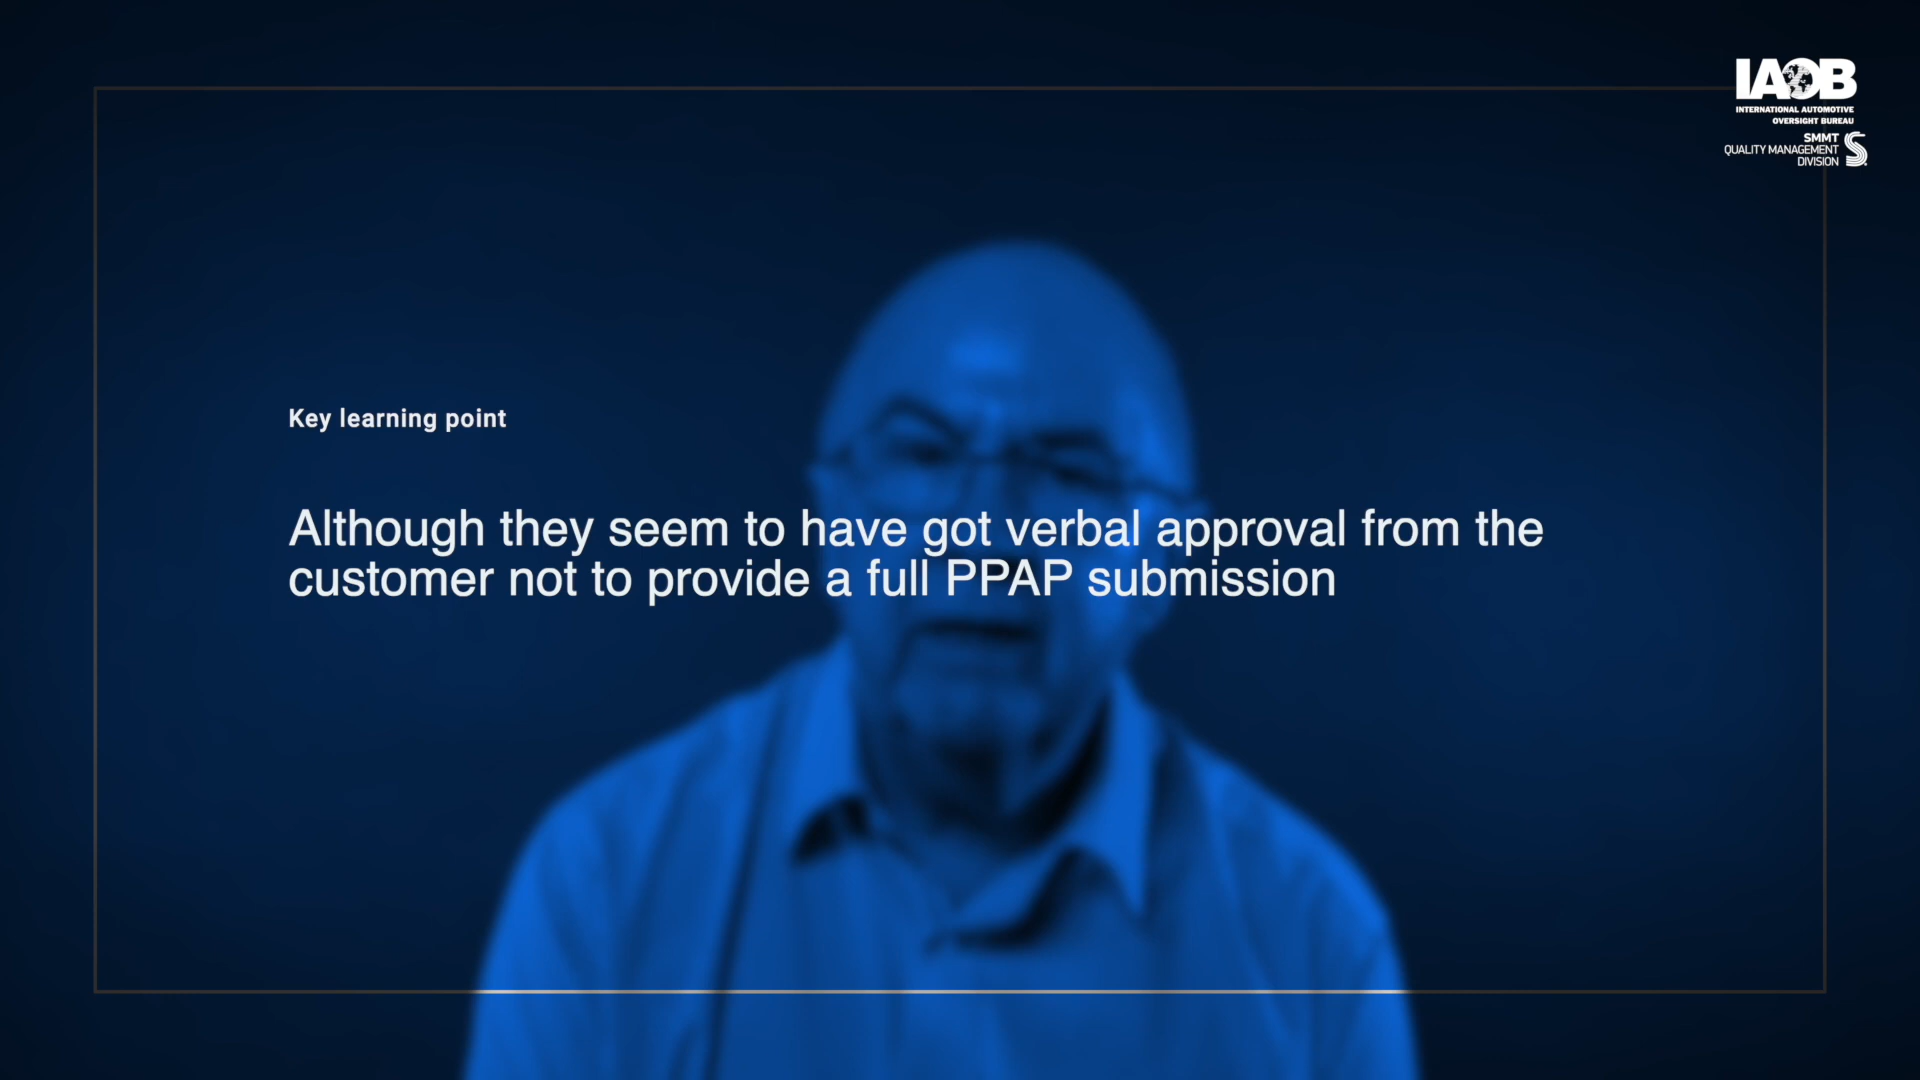 IAOB
INTERNATIONAL AUTOMOTIVE
OVERSIGHT BUREAU
SMMT
QUALITY MANAGEMENT
DIVISION
Key learning point
Although they seem to have got verbal approval from the
customer not to provide a full PPAP submission